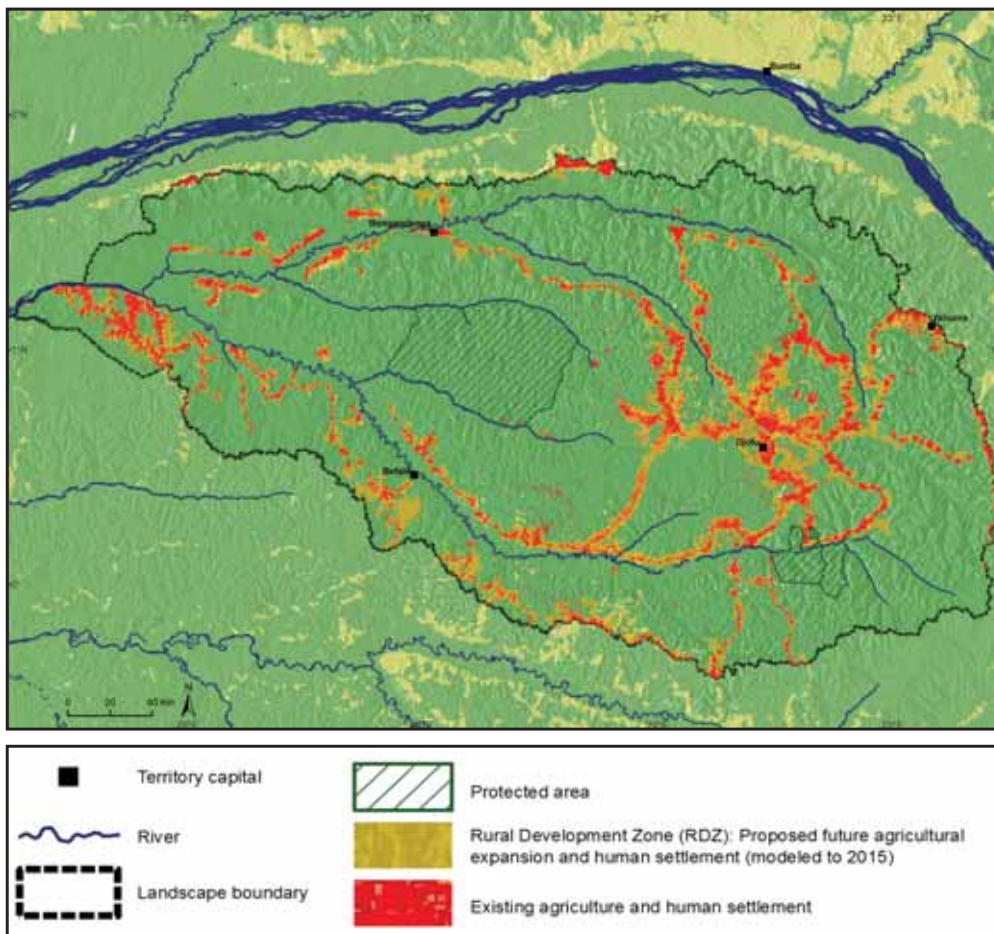 Bumba
Djolu
Befale
0 20 40 km
N
Territory capital
Protected area
River
Rural Development Zone (RDZ): Proposed future agricultural
expansion and human settlement (modeled to 2015)
Landscape boundary
Existing agriculture and human settlement